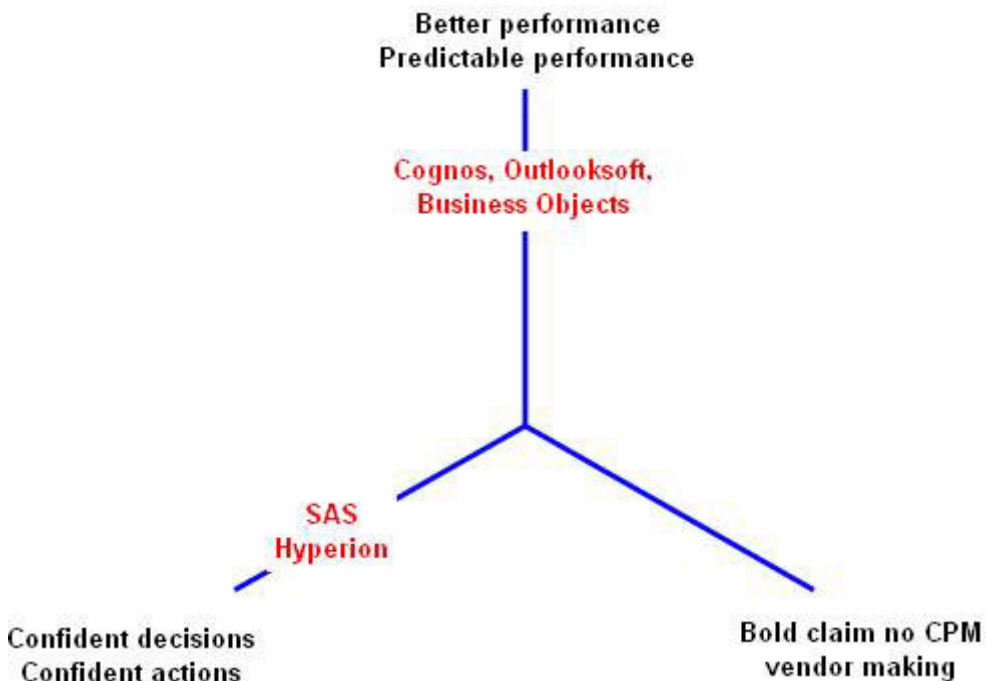 Better performance
Predictable performance
Cognos, Outlooksoft,
Business Objects
SAS
Hyperion
Confident decisions
Confident actions
Bold claim no CPM
vendor making